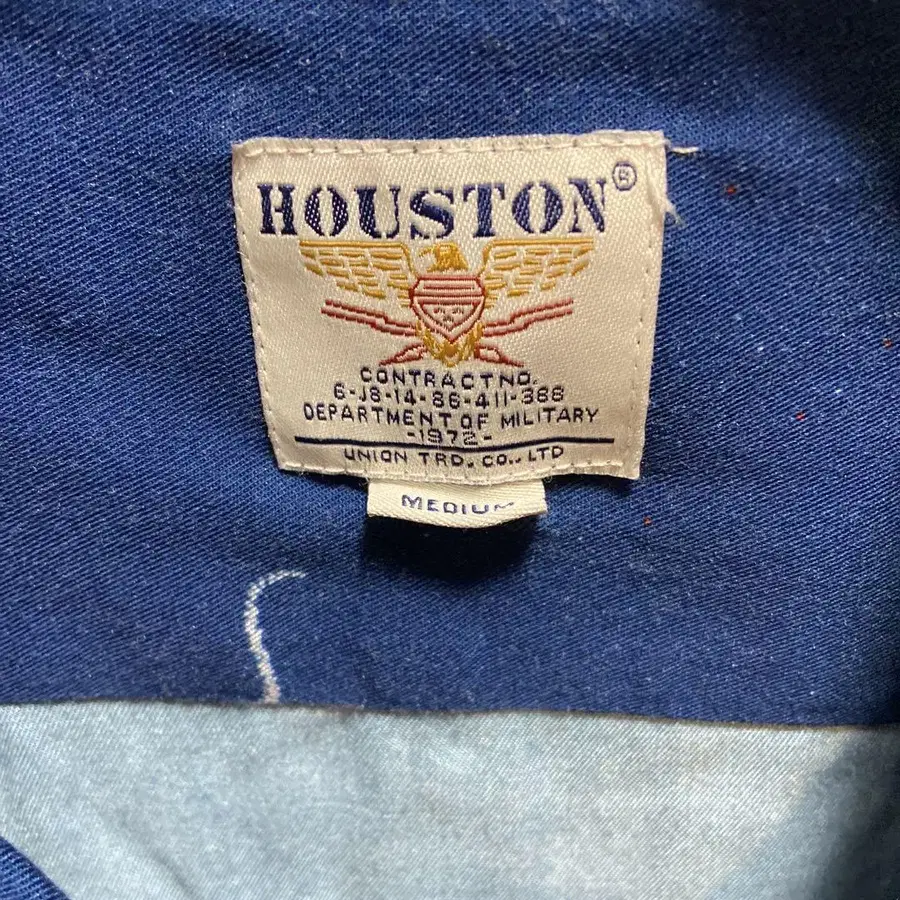 HOUSTON®
CONTRACT NO.
6-J8-14-86-411-388
DEPARTMENT OF MILITARY
-1972-
UNION TRD. CO., LTD
MEDIUM